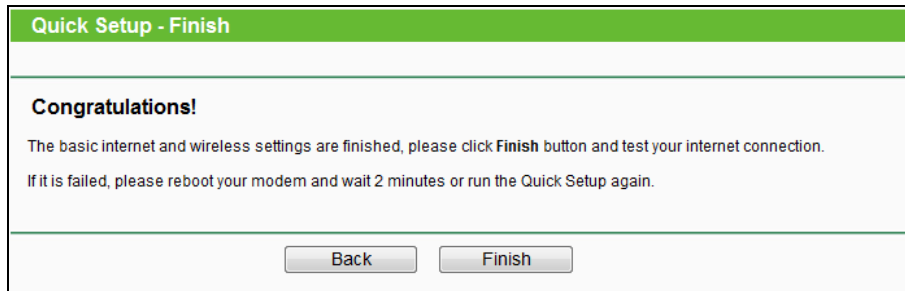 Quick Setup - Finish
Congratulations!
The basic internet and wireless settings are finished, please click Finish button and test your internet connection.
If it is failed, please reboot your modem and wait 2 minutes or run the Quick Setup again.
Back Finish